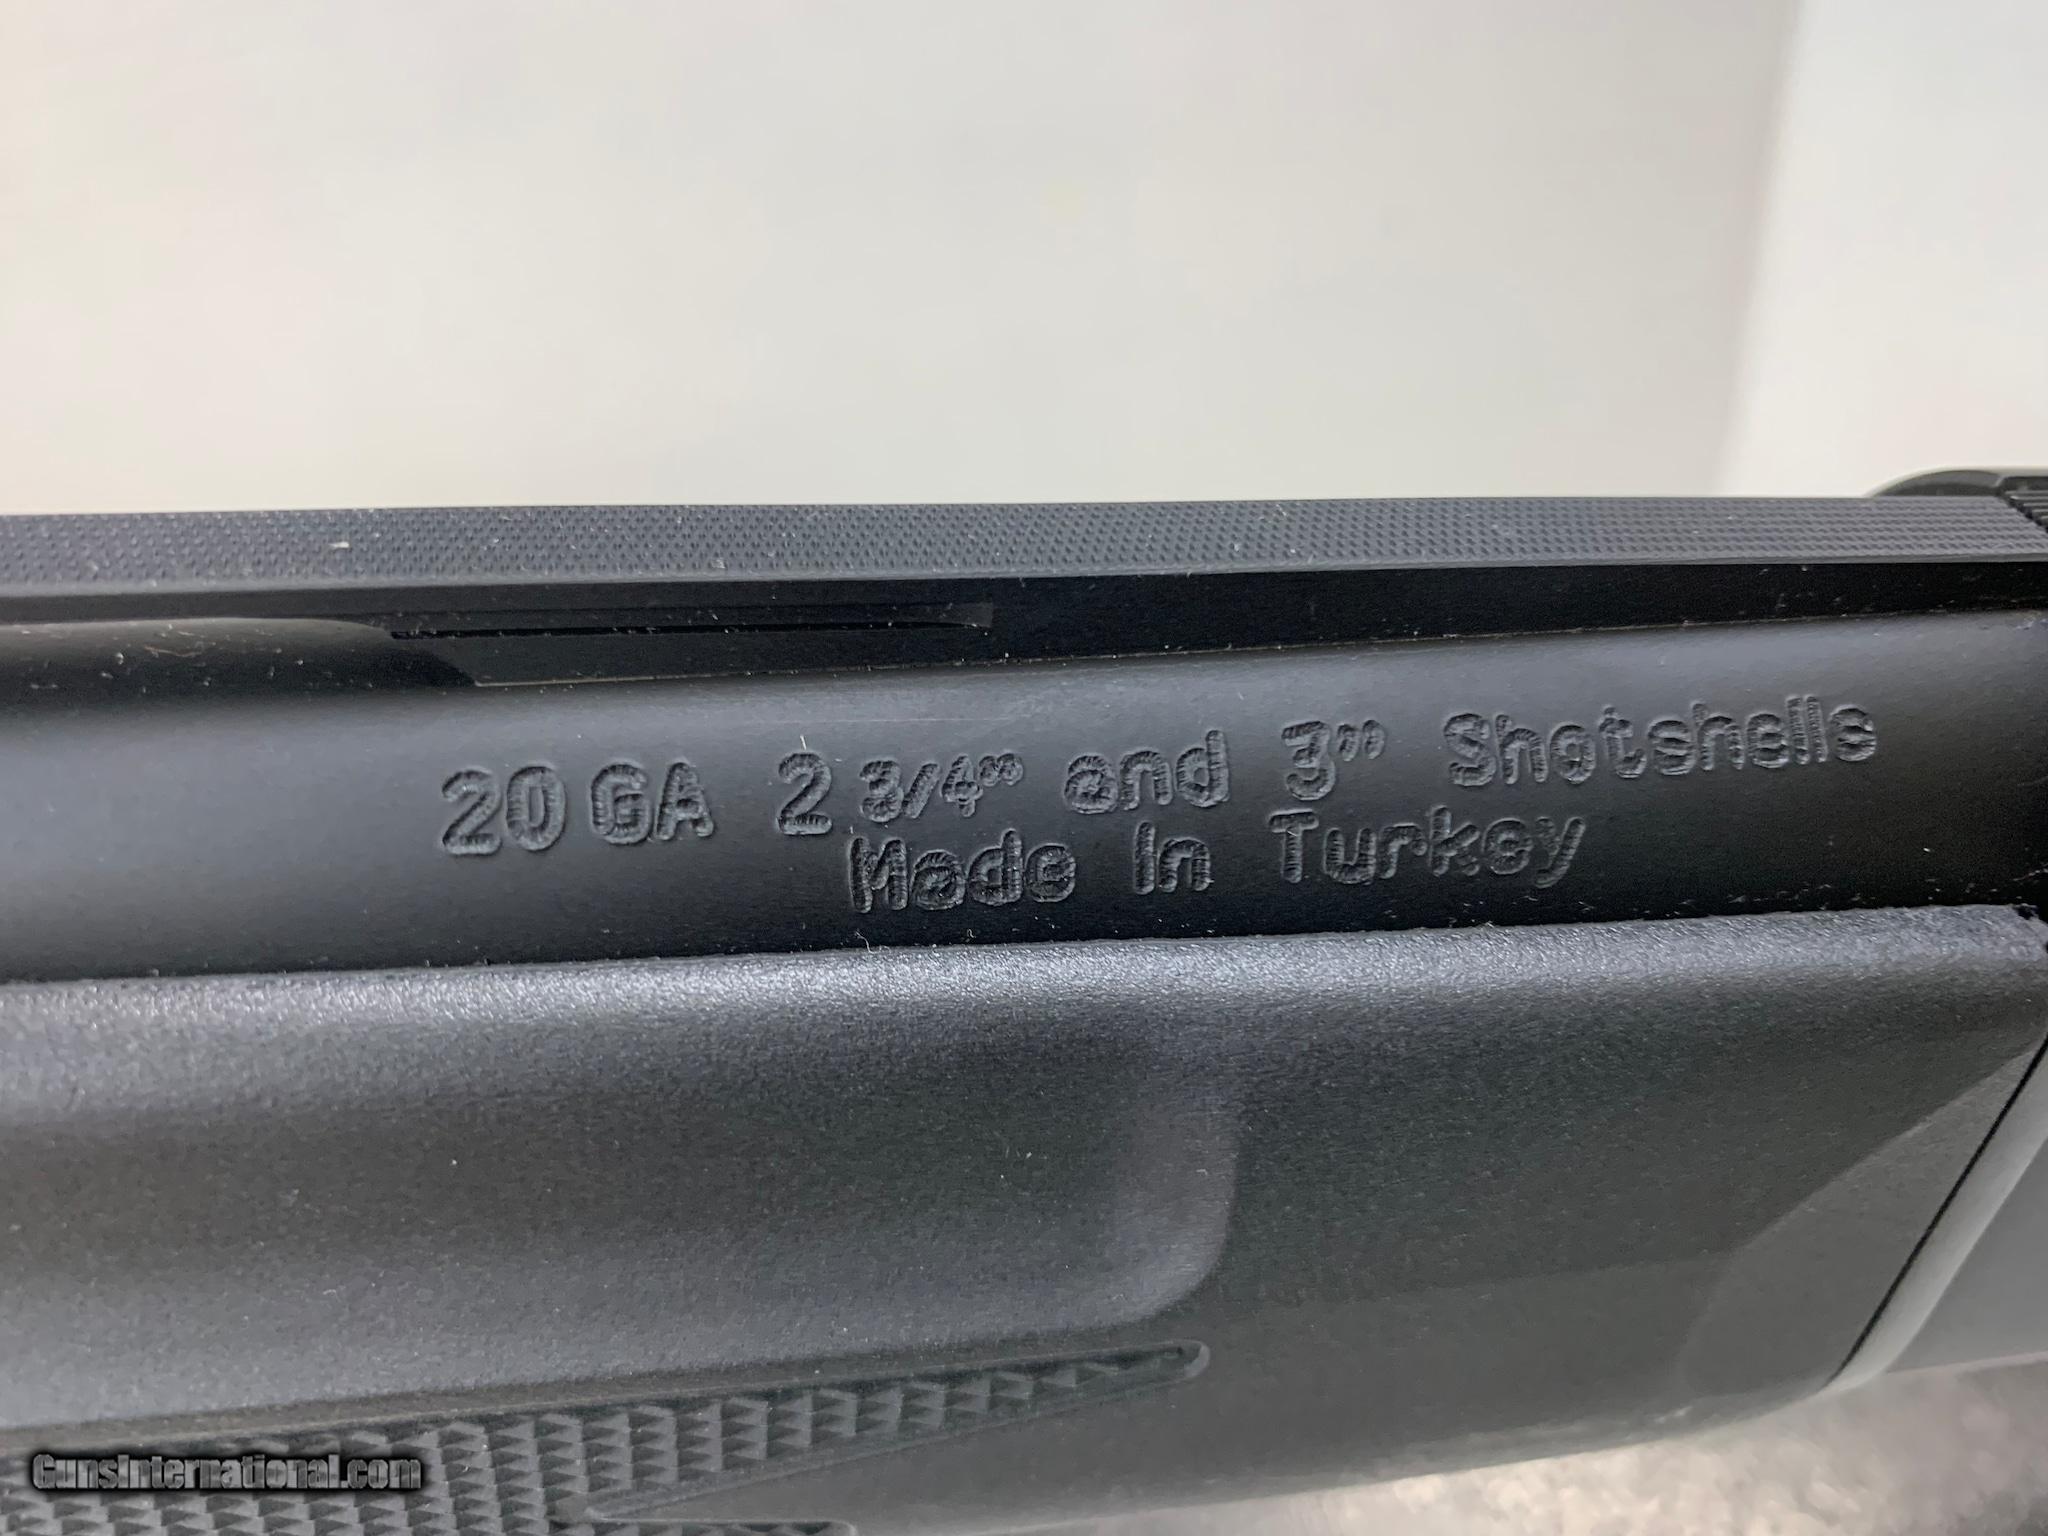 20 GA 2 3/4" and 3" Shotshells
Made In Turkey
GunsInternational.com